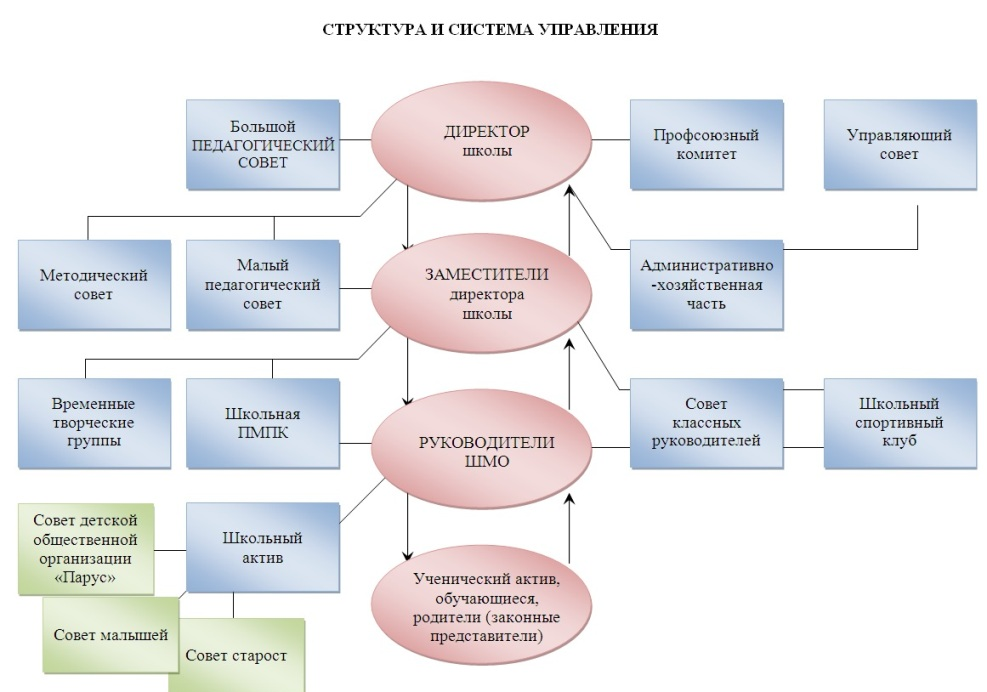 СТРУКТУРА И СИСТЕМА УПРАВЛЕНИЯ
Большой
ПЕДАГОГИЧЕСКИЙ
СОВЕТ
ДИРЕКТОР
школы
Профсоюзный
комитет
Управляющий
совет
Методический
совет
Малый
педагогический
совет
ЗАМЕСТИТЕЛИ
директора
школы
Административно
-хозяйственная
часть
Временные
творческие
группы
Школьная
ПМПК
РУКОВОДИТЕЛИ
ШМО
Совет
классных
руководителей
Школьный
спортивный
клуб
Совет детской
общественной
организации
«Парус»
Школьный
актив
Ученический актив,
обучающиеся,
родители (законные
представители)
Совет малышей
Совет старост